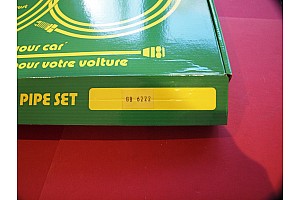 your car
pour votre voiture
PIPE SET
GB 6222